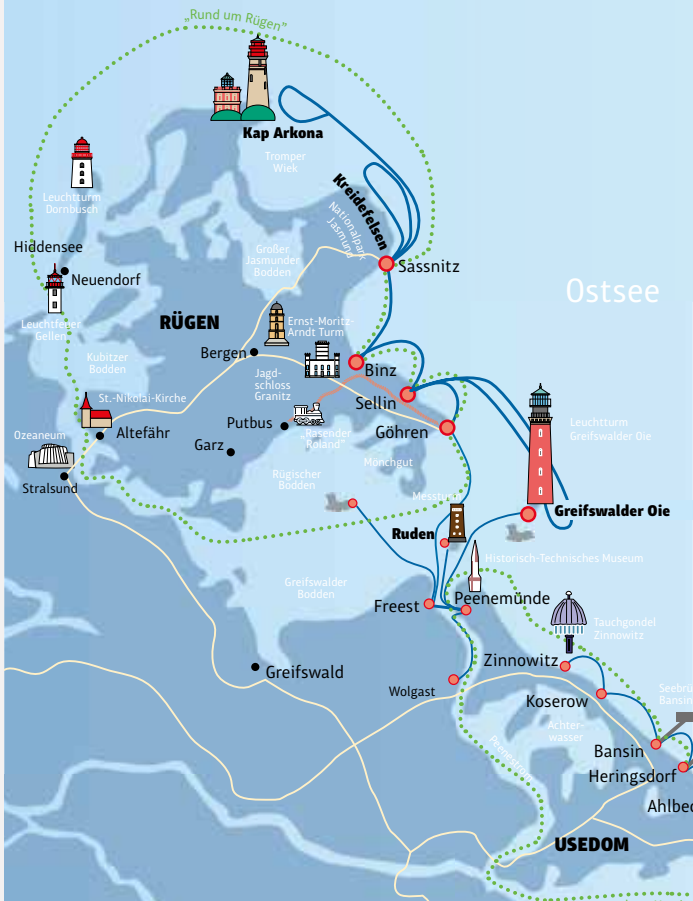 „Rund um Rügen”
Kap Arkona
Tromper
Wiek
Kreidefelsen
Nationalpark
Jasmund
Leuchtturm
Dornbusch
Hiddensee
Neuendorf
Großer
Jasmunder
Bodden
Sassnitz
Ostsee
Leuchtfeuer
Gellen
RÜGEN
Ernst-Moritz-
Arndt Turm
Kubitzer
Bodden
Bergen
Binz
Jagd-
schloss
Granitz
St.-Nikolai-Kirche
Sellin
Leuchtturm
Greifswalder Oie
Ozeaneum
Altefähr
Putbus
„Rasender
Roland”
Göhren
Garz
Mönchgut
Stralsund
Rügischer
Bodden
Greifswalder Oie
Ruden
Historisch-Technisches Museum
Greifswalder
Bodden
Freest
Peenemünde
Tauchgondel
Zinnowitz
Greifswald
Zinnowitz
Wolgast
Koserow
Bansin
Achter-
wasser
Bansin
Heringsdorf
USEDOM